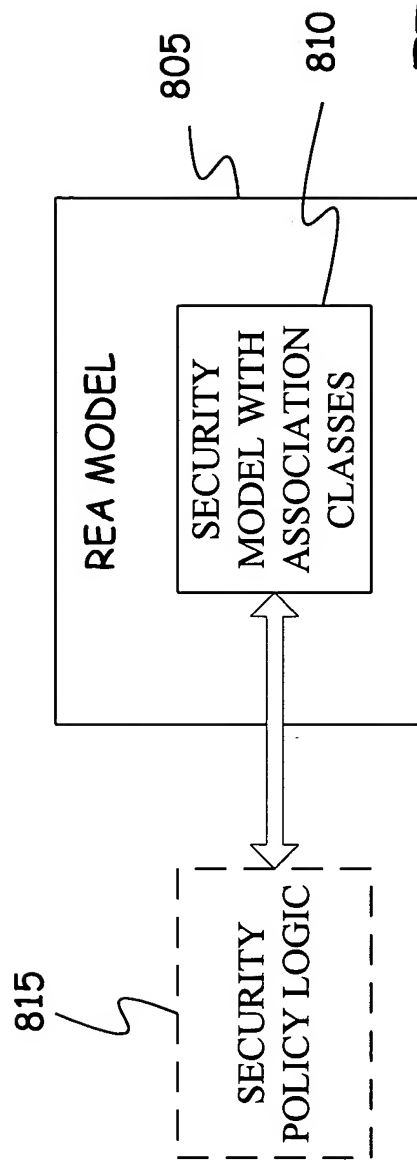 815
SECURITY
POLICY LOGIC
REA MODEL
SECURITY
MODEL WITH
ASSOCIATION
CLASSES
805
810